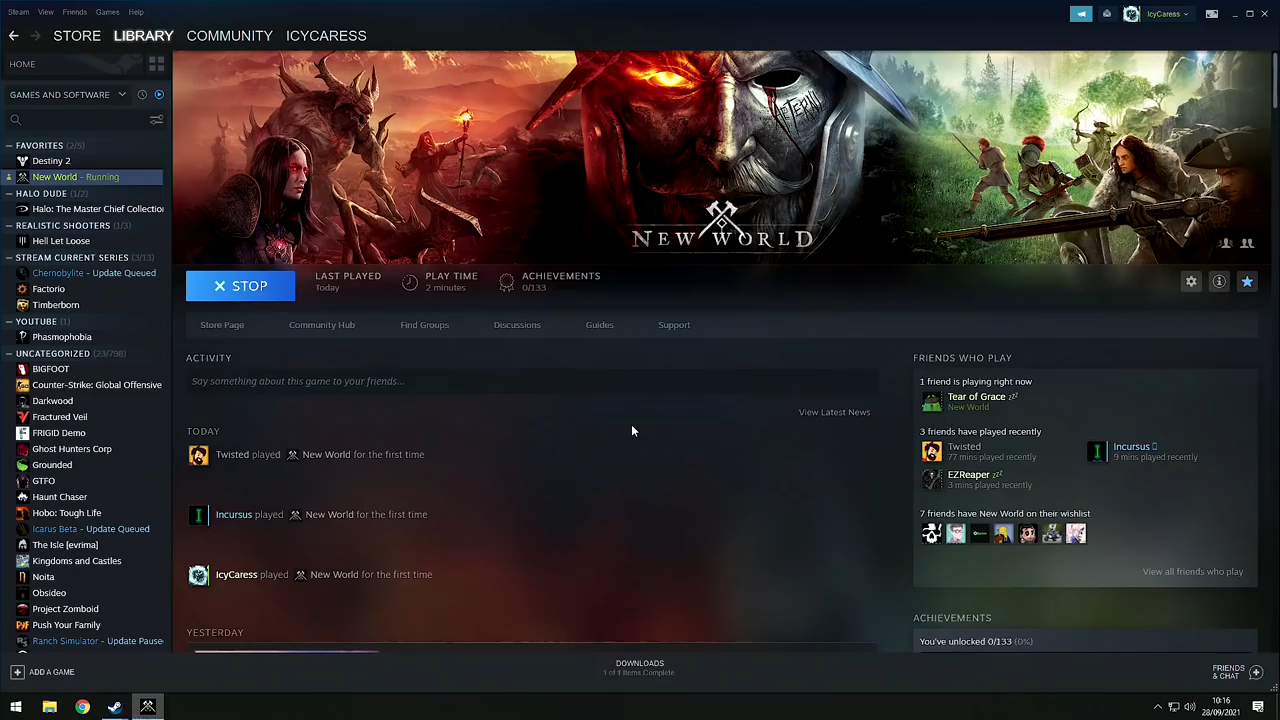 Steam View Friends Games Help
IcyCaress
STORE LIBRARY COMMUNITY ICYCARESS
HOME
GAMES AND SOFTWARE
FAVORITES (2/5)
Destiny 2
New World - Running
HALO DUDE (1/2)
Halo: The Master Chief Collection
REALISTIC SHOOTERS (1/3)
Hell Let Loose
STREAM CURRENT SERIES (3/13)
Chernobylite - Update Queued
Factorio
Timberborn
YOUTUBE (1)
Phasmophobia
UNCATEGORIZED (23/798)
BIGFOOT
Counter-Strike: Global Offensive
Darkwood
Fractured Veil
FRIGID Demo
Ghost Hunters Corp
Grounded
GTFO
Haunt Chaser
Hobo: Tough Life
Icarus Beta - Update Queued
The Isle [evrima]
Kingdoms and Castles
Noita
Obsideo
Project Zomboid
Push Your Family
Ranch Simulator - Update Pause
ADD A GAME
AETERNUM
NEW WORLD
STOP
LAST PLAYED
Today
PLAY TIME
2 minutes
ACHIEVEMENTS
0/133
Store Page Community Hub Find Groups Discussions Guides Support
ACTIVITY
Say something about this game to your friends...
View Latest News
TODAY
Twisted played New World for the first time
Incursus played New World for the first time
IcyCaress played New World for the first time
YESTERDAY
FRIENDS WHO PLAY
1 friend is playing right now
Tear of Grace zzz
New World
3 friends have played recently
Twisted
77 mins played recently
Incursus
9 mins played recently
EZReaper zzz
3 mins played recently
7 friends have New World on their wishlist
View all friends who play
ACHIEVEMENTS
You've unlocked 0/133 (0%)
DOWNLOADS
1 of 1 Items Complete
FRIENDS
& CHAT
10:16
28/09/2021